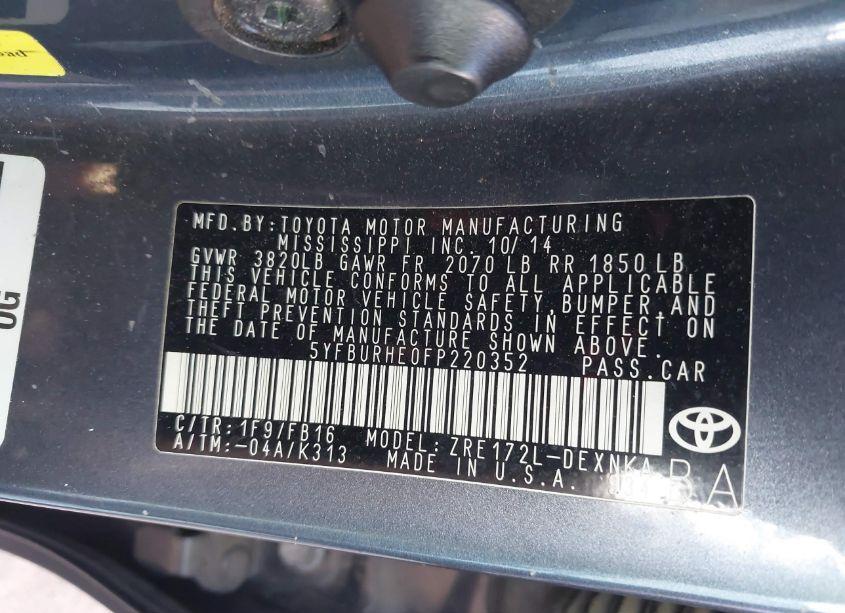 MFD.BY:TOYOTA MOTOR MANUFACTURING
MISSISSIPPI INC. 10/14
GVWR 3820LB GAWR FR 2070 LB RR 1850 LB
THIS VEHICLE CONFORMS TO ALL APPLICABLE
FEDERAL MOTOR VEHICLE SAFETY, BUMPER, AND
THEFT PREVENTION STANDARDS IN EFFECT ON
THE DATE OF MANUFACTURE SHOWN ABOVE.
5YFBURHE0FP220352 PASS.CAR
C/TR: 1F9/FB16 MODEL: ZRE172L-DEXNKA
A/TM:-04A/K313 MADE IN U.S.A.
BA
OG